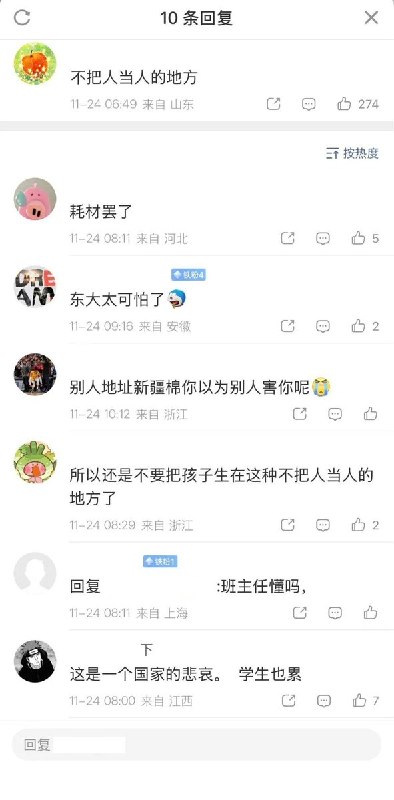 10 条回复
不把人当人的地方
11-24 06:49 来自 山东
274
按热度
耗材罢了
11-24 08:11 来自 河北
5
铁粉4
东大太可怕了
11-24 09:16 来自 安徽
2
别人地址新疆棉你以为别人害你呢
11-24 10:12 来自 浙江
所以还是不要把孩子生在这种不把人当人的
地方了
11-24 08:29 来自 浙江
2
铁粉1
回复 :班主任懂吗,
11-24 08:11 来自 上海
下
这是一个国家的悲哀。 学生也累
11-24 08:00 来自 江西
7
回复